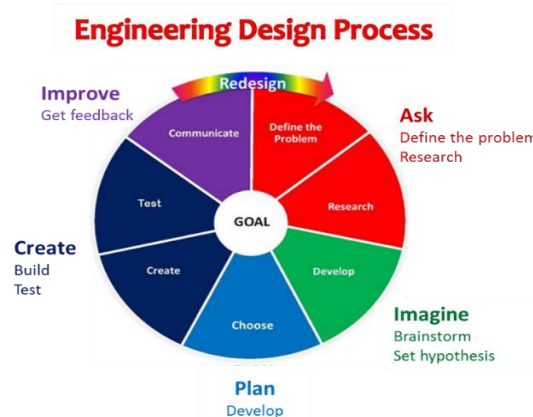 Engineering Design Process
Redesign
Improve
Get feedback
Communicate
Define the
Problem
Ask
Define the problem
Research
Test
GOAL
Research
Create
Build
Test
Create
Develop
Choose
Imagine
Brainstorm
Set hypothesis
Plan
Develop